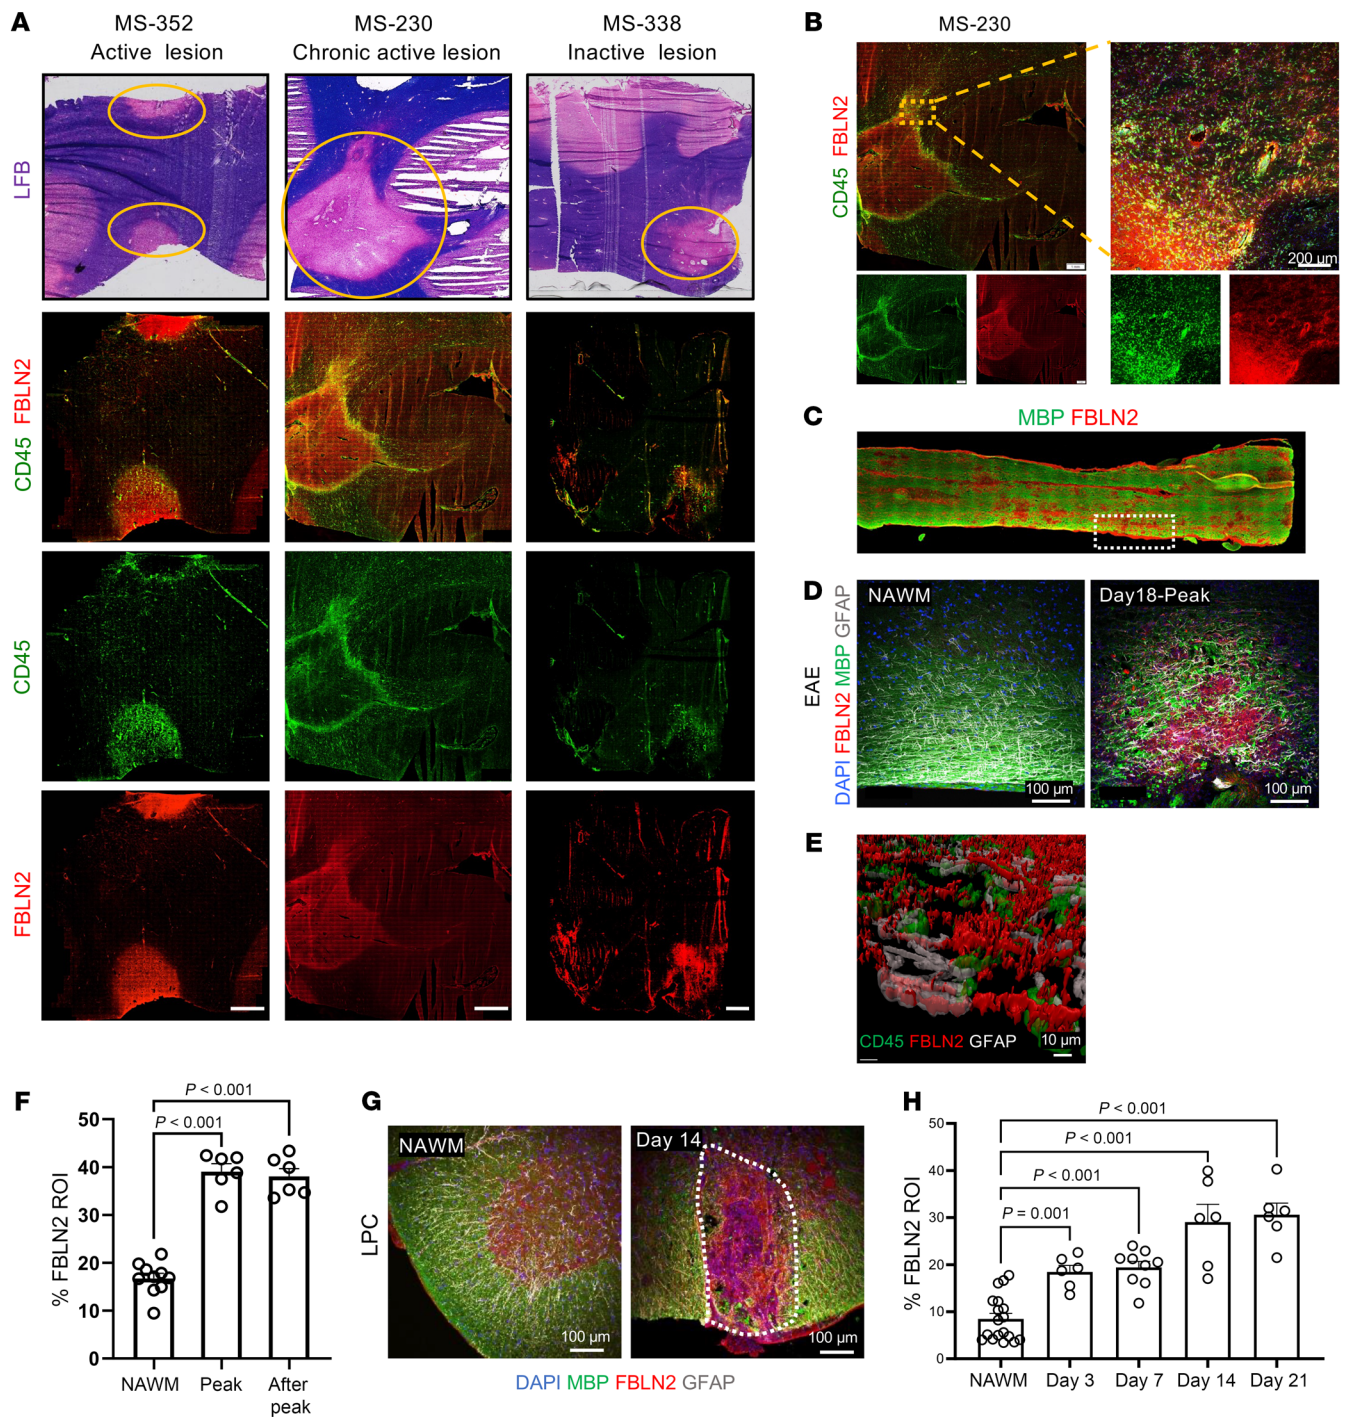 A
MS-352
Active lesion
MS-230
Chronic active lesion
MS-338
Inactive lesion
LFB
CD45 FBLN2
CD45
FBLN2
B
MS-230
CD45 FBLN2
200 µm
C
MBP FBLN2
D
EAE
DAPI FBLN2 MBP GFAP
NAWM
100 µm
Day18-Peak
100 µm
E
CD45 FBLN2 GFAP
10 µm
F
% FBLN2 ROI
50
40
30
20
10
0
P < 0.001
P < 0.001
NAWM
Peak
After
peak
G
LPC
NAWM
100 µm
Day 14
100 µm
DAPI MBP FBLN2 GFAP
H
% FBLN2 ROI
50
40
30
20
10
0
P < 0.001
P < 0.001
P < 0.001
P = 0.001
NAWM
Day 3
Day 7
Day 14
Day 21